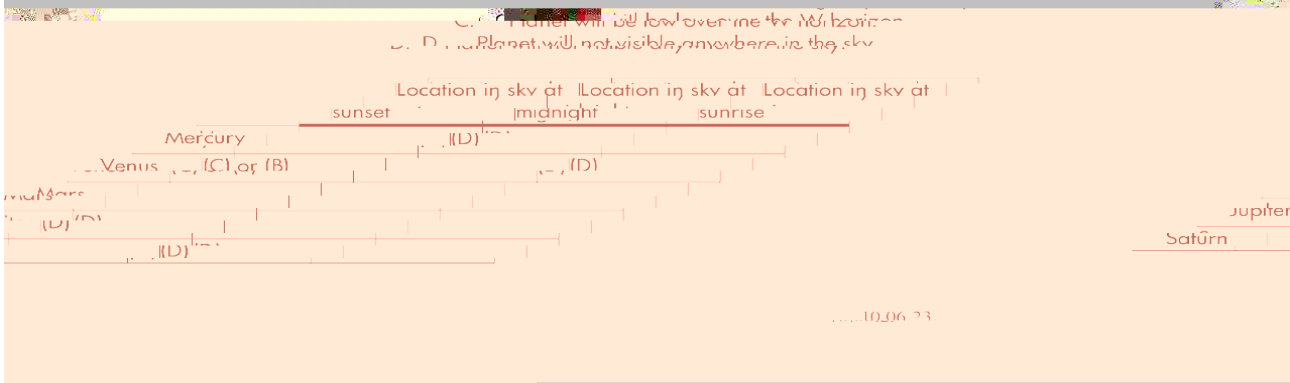 C. Planet will be low over the W horizon
D. Planet will not visible anywhere in the sky
Location in sky at Location in sky at Location in sky at
sunset midnight sunrise
Mercury (D)
Venus (C) or (B) (D)
Mars
Jupiter
(D)
Saturn
(D)
10-06-23